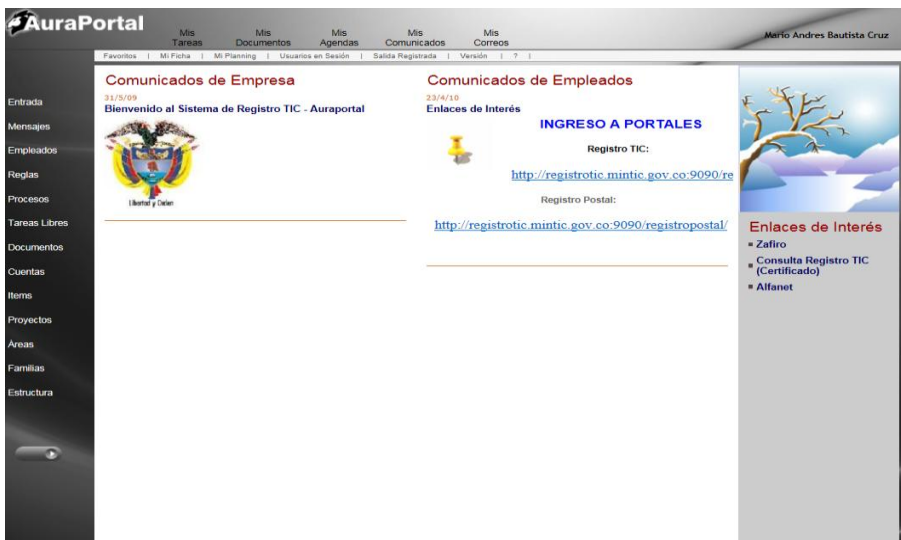 AuraPortal
Mis Tareas
Mis Documentos
Mis Agendas
Mis Comunicados
Mis Correos
Mario Andres Bautista Cruz
Favoritos | Mi Ficha | Mi Planning | Usuarios en Sesión | Salida Registrada | Versión | ? |
Entrada
Mensajes
Empleados
Reglas
Procesos
Tareas Libres
Documentos
Cuentas
Items
Proyectos
Áreas
Familias
Estructura
Comunicados de Empresa
31/5/09
Bienvenido al Sistema de Registro TIC - Auraportal
Libertad y Orden
Comunicados de Empleados
23/4/10
Enlaces de Interés
INGRESO A PORTALES
Registro TIC:
http://registrotic.mintic.gov.co:9090/re
Registro Postal:
http://registrotic.mintic.gov.co:9090/registropostal/
Enlaces de Interés
Zafiro
Consulta Registro TIC
(Certificado)
Alfanet